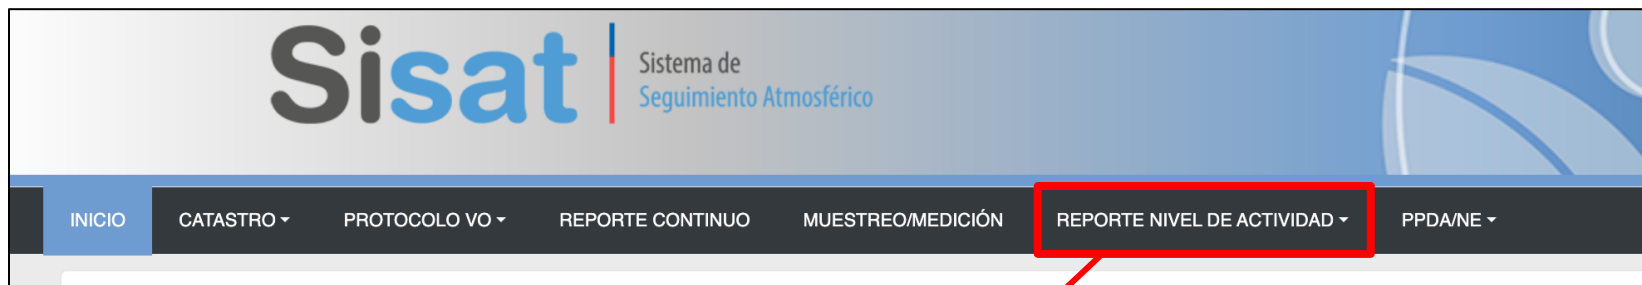 Sisat
Sistema de
Seguimiento Atmosférico
INICIO CATASTRO PROTOCOLO VO REPORTE CONTINUO MUESTREO/MEDICIÓN REPORTE NIVEL DE ACTIVIDAD PPDA/NE